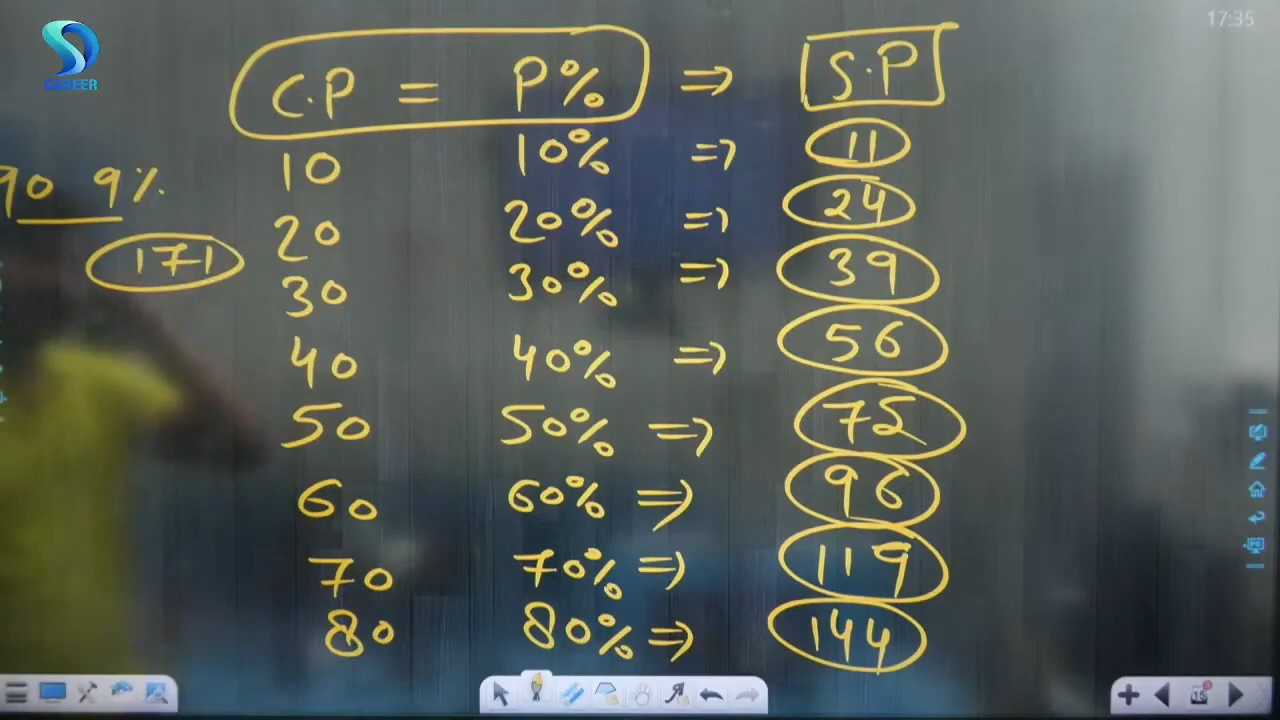 17:35
C.P = P% ⇒ S.P
10 10% ⇒ 11
90 9%
20 20% ⇒ 24
171
30 30% ⇒ 39
40 40% ⇒ 56
50 50% ⇒ 75
60 60% ⇒ 96
70 70% ⇒ 119
80 80% ⇒ 144